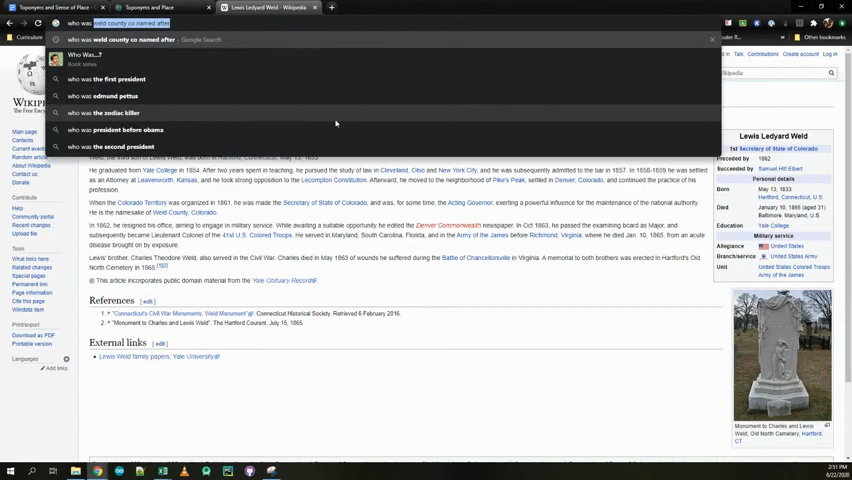 Toponyms and Sense of Place -
Toponyms and Place
Lewis Ledyard Weld - Wikipedia
who was weld county co named after
Curriculum
Other bookmarks
who was weld county co named after - Google Search
Who Was...?
Book series
who was the first president
who was edmund pettus
who was the zodiac killer
who was president before obama
who was the second president
Talk Contributions Create account Log in
The Free Ency
Main page
Contents
Current events
Random article
About Wikipedia
Contact us
Donate
Contribute
Help
Community portal
Recent changes
Upload file
Tools
What links here
Related changes
Special pages
Permanent link
Page information
Cite this page
Wikidata item
Print/export
Download as PDF
Printable version
Languages
Add links
He graduated from Yale College in 1854. After two years spent in teaching, he pursued the study of law in Cleveland, Ohio and New York City, and was subsequently admitted to the bar in 1857. In 1858-1859 he was settled
as an Attorney at Leavenworth, Kansas, and he took strong opposition to the Lecompton Constitution. Afterward, he moved to the neighborhood of Pike's Peak, settled in Denver, Colorado, and continued the practice of his
profession.
When the Colorado Territory was organized in 1861, he was made the Secretary of State of Colorado, and was, for some time, the Acting Governor, exerting a powerful influence for the maintenance of the national authority.
He is the namesake of Weld County, Colorado.
In 1862, he resigned his office, aiming to engage in military service. While awaiting a suitable opportunity he edited the Denver Commonwealth newspaper. In Oct 1863, he passed the examining board as Major, and
subsequently became Lieutenant Colonel of the 41st U.S. Colored Troops. He served in Maryland, South Carolina, Florida, and in the Army of the James before Richmond, Virginia, from an acute
disease brought on by exposure.
Lewis' brother, Charles Theodore Weld, also served in the Civil War. Charles died in May 1863 of wounds he suffered during the Battle of Chancellorsville in Virginia. A memorial to both brothers was erected in Hartford's Old
North Cemetery in 1865.[1][2]
This article incorporates public domain material from the Yale Obituary Record.
References [ edit ]
1. ^ "Connecticut's Civil War Monuments, Weld Monument". Connecticut Historical Society. Retrieved 6 February 2016.
2. ^ "Monument to Charles and Lewis Weld". The Hartford Courant. July 15, 1865.
External links [ edit ]
Lewis Weld family papers, Yale University
Lewis Ledyard Weld
1st Secretary of State of Colorado
Preceded by 1862
Succeeded by Samuel Hitt Elbert
Personal details
Born May 13, 1833
Hartford, Connecticut, U.S.
Died January 10, 1865 (aged 31)
Baltimore, Maryland, U.S.
Education Yale College
Military service
Allegiance United States
Branch/service United States Army
Unit United States Colored Troops
Army of the James
Monument to Charles and Lewis
Weld, Old North Cemetery, Hartford,
CT
2:51 PM
8/22/2020